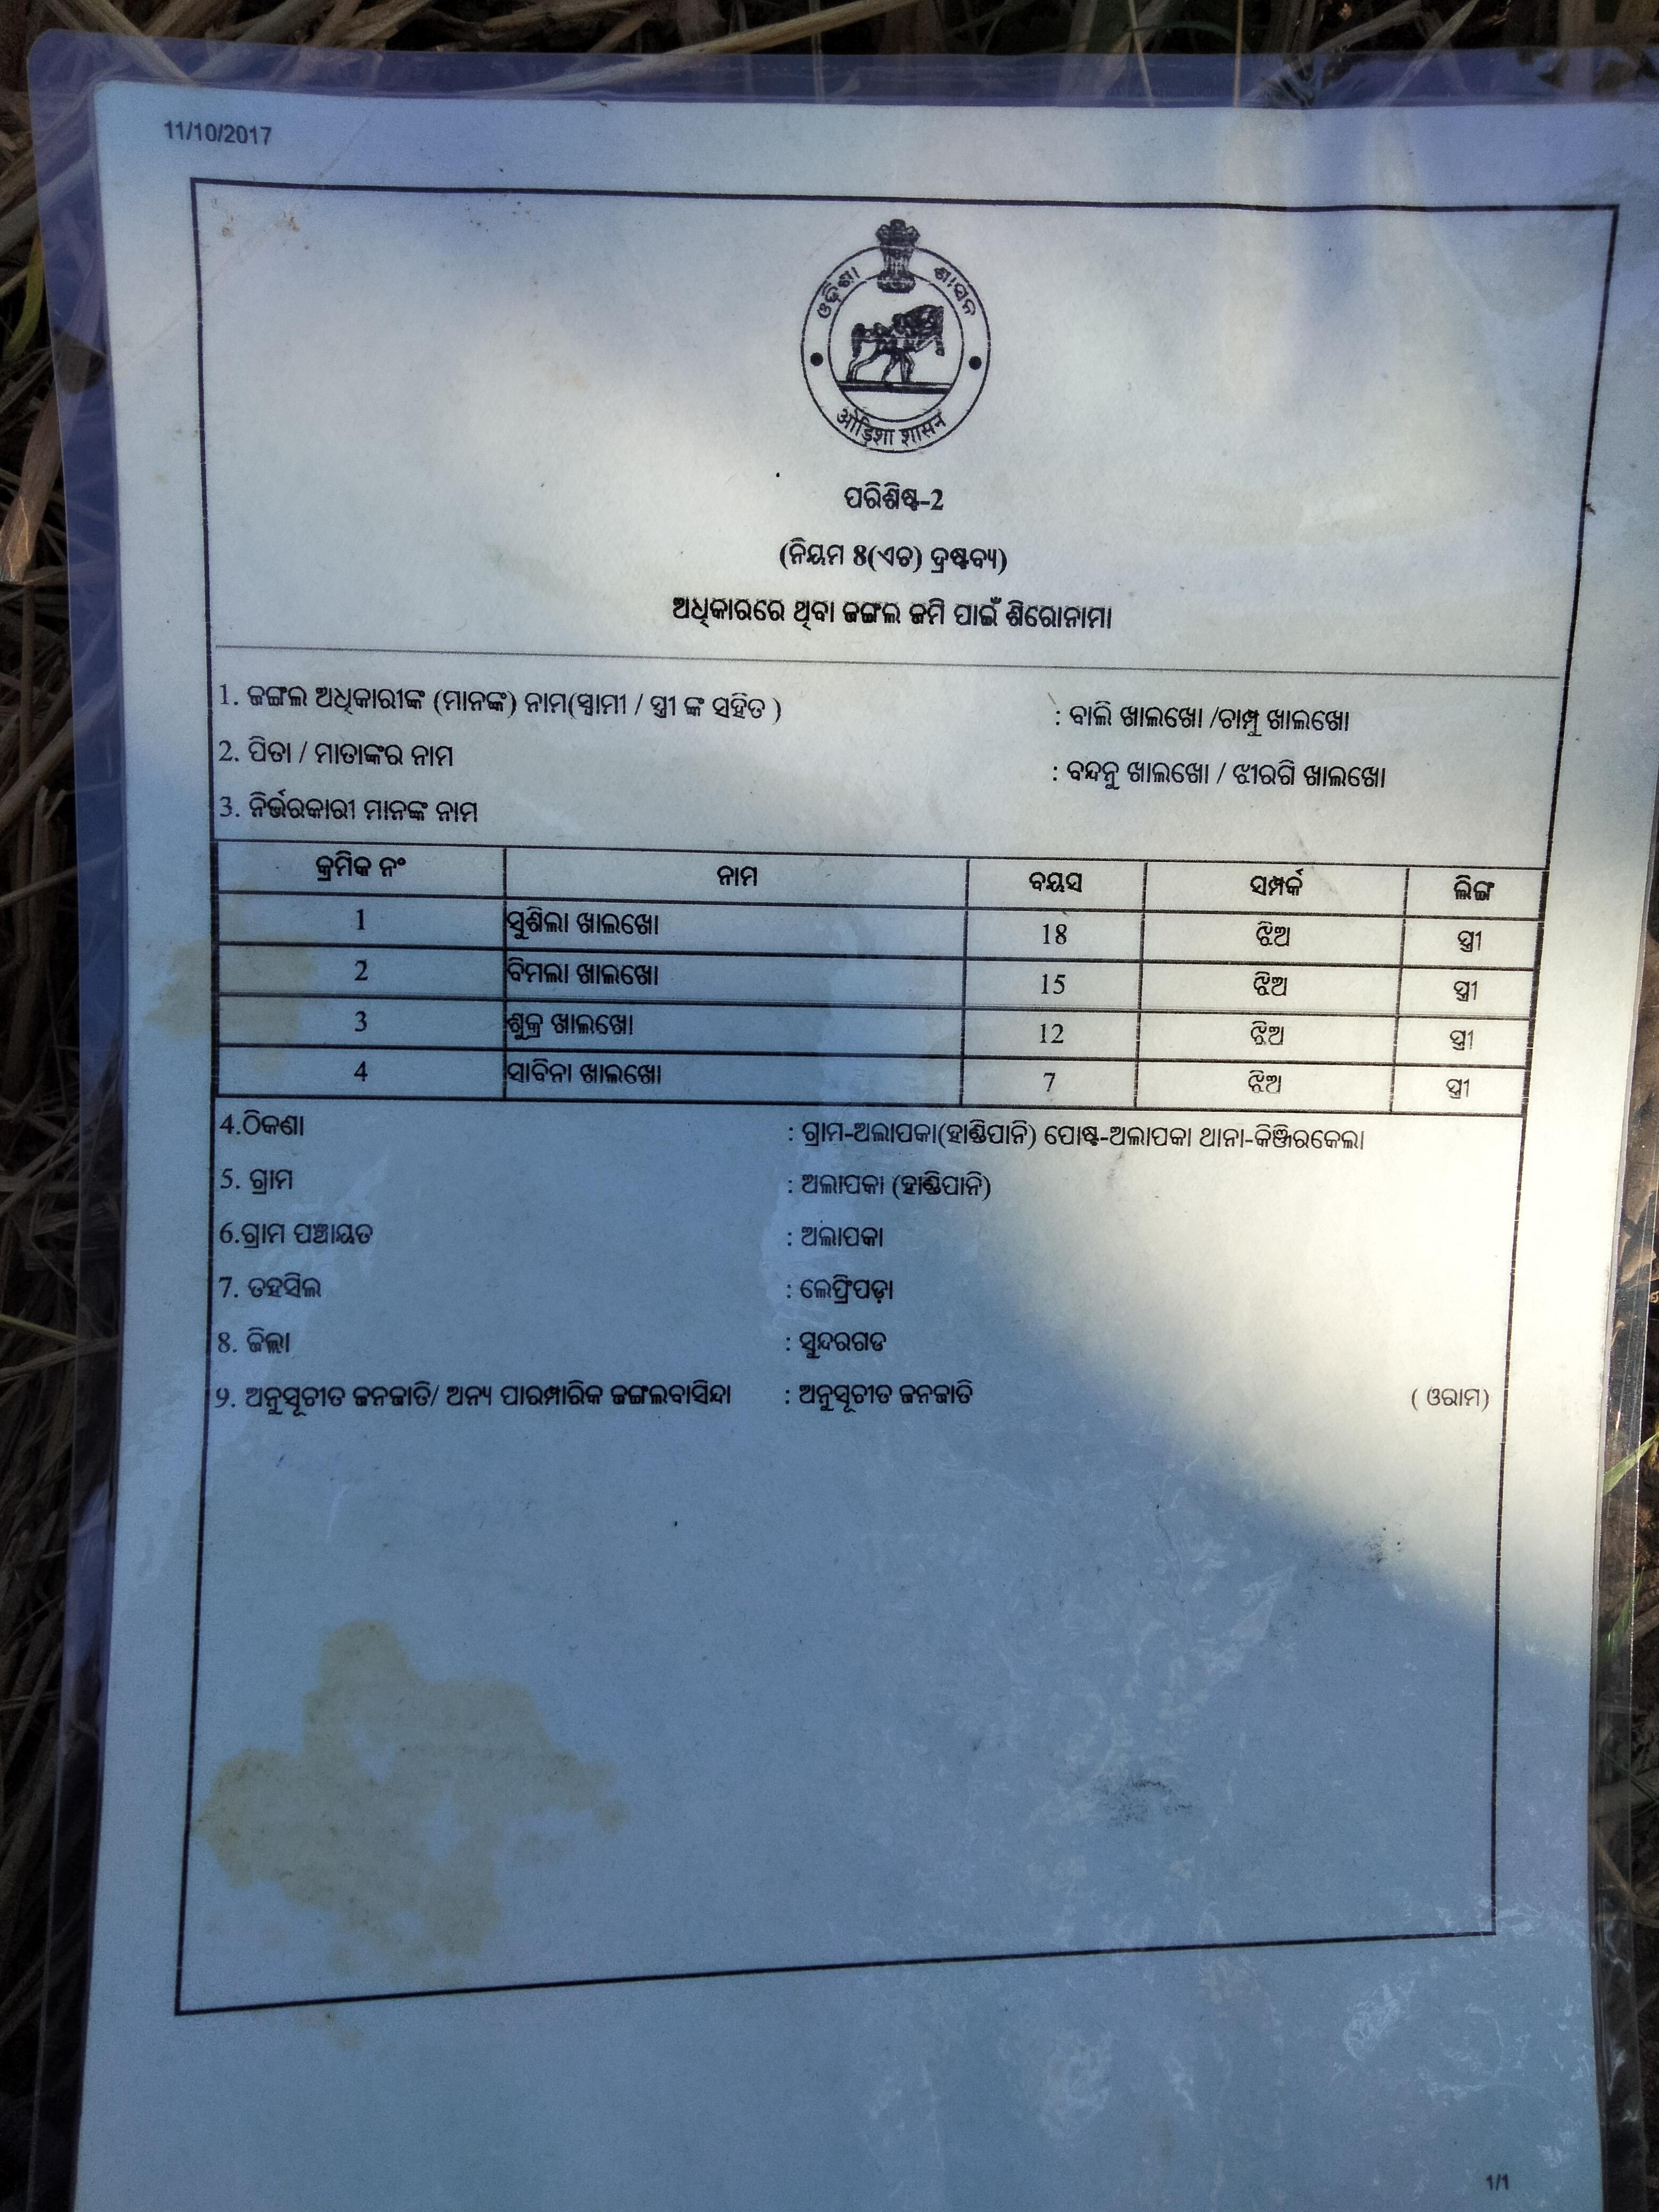 11/10/2017
ଓଡ଼ିଶା ଶାସନ
ओड़िशा शासन
ପରିଶିଷ୍ଟ-2
(ନିୟମ ୫(ଏଚ) ଦ୍ରଷ୍ଟବ୍ୟ)
ଅଧିକାରରେ ଥିବା ଜଙ୍ଗଲ ଜମି ପାଇଁ ଶିରୋନାମା
1. ଜଙ୍ଗଲ ଅଧିକାରୀଙ୍କ (ମାନଙ୍କ) ନାମ(ସ୍ୱାମୀ / ସ୍ତ୍ରୀ ଙ୍କ ସହିତ ) : ବାଲି ଖାଲଖୋ /ଚାମ୍ପୁ ଖାଲଖୋ
2. ପିତା / ମାତାଙ୍କର ନାମ : ବନ୍ଦନୁ ଖାଲଖୋ / ଝୀରଗି ଖାଲଖୋ
3. ନିର୍ଭରକାରୀ ମାନଙ୍କ ନାମ
କ୍ରମିକ ନଂ ନାମ ବୟସ ସମ୍ପର୍କ ଲିଙ୍ଗ
1 ସୁଶିଲା ଖାଲଖୋ 18 ଝିଅ ସ୍ତ୍ରୀ
2 ବିମଲା ଖାଲଖୋ 15 ଝିଅ ସ୍ତ୍ରୀ
3 ଶୁକ୍ର ଖାଲଖୋ 12 ଝିଅ ସ୍ତ୍ରୀ
4 ସାବିନା ଖାଲଖୋ 7 ଝିଅ ସ୍ତ୍ରୀ
4.ଠିକଣା : ଗ୍ରାମ-ଅଲାପକା(ହାଣ୍ଡିପାନି) ପୋଷ୍ଟ-ଅଲାପକା ଥାନା-କିଞ୍ଜିରକେଲା
5. ଗ୍ରାମ : ଅଲାପକା (ହାଣ୍ଡିପାନି)
6.ଗ୍ରାମ ପଞ୍ଚାୟତ : ଅଲାପକା
7. ତହସିଲ : ଲେଫ୍ରିପଡ଼ା
8. ଜିଲ୍ଲା : ସୁନ୍ଦରଗଡ
୨. ଅନୁସୂଚୀତ ଜନଜାତି/ ଅନ୍ୟ ପାରମ୍ପାରିକ ଜଙ୍ଗଲବାସିନ୍ଦା : ଅନୁସୂଚୀତ ଜନଜାତି ( ଓରାମ)
1/1